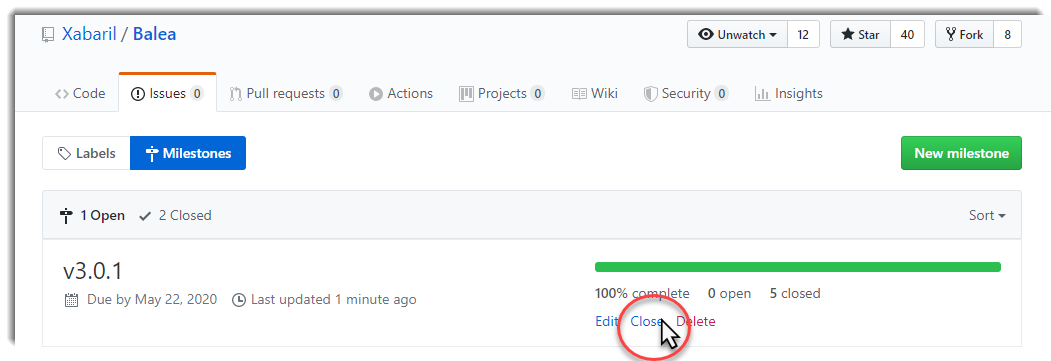 Xabaril / Balea
Unwatch 12 Star 40 Fork 8
Code Issues 0 Pull requests 0 Actions Projects 0 Wiki Security 0 Insights
Labels Milestones New milestone
1 Open 2 Closed Sort
v3.0.1
Due by May 22, 2020 Last updated 1 minute ago
100% complete 0 open 5 closed
Edit Close Delete